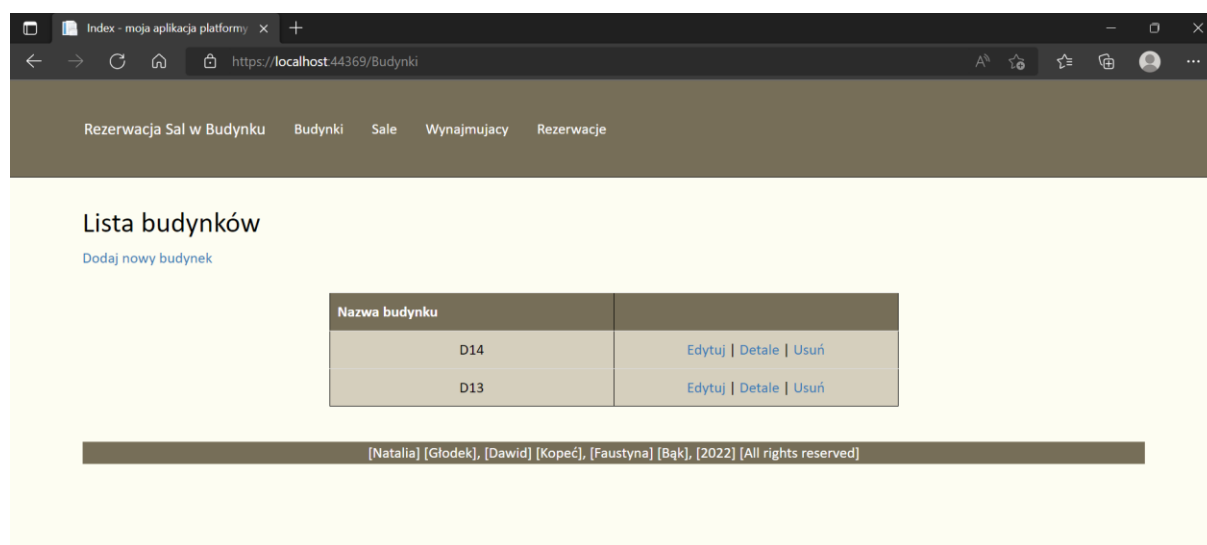 Index - moja aplikacja platformy
https://localhost:44369/Budynki
Rezerwacja Sal w Budynku Budynki Sale Wynajmujacy Rezerwacje
Lista budynków
Dodaj nowy budynek
Nazwa budynku
D14 Edytuj | Detale | Usuń
D13 Edytuj | Detale | Usuń
[Natalia] [Głodek], [Dawid] [Kopeć], [Faustyna] [Bąk], [2022] [All rights reserved]